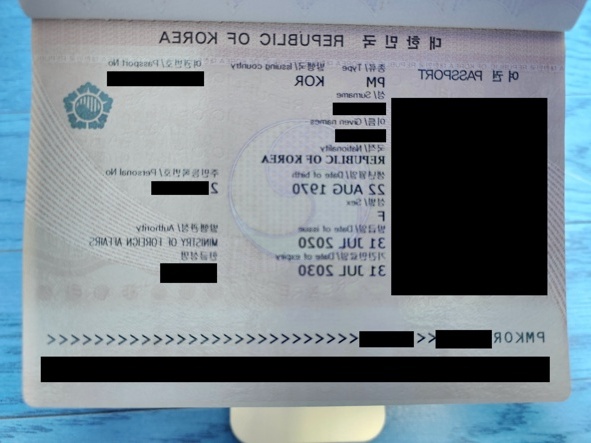 대한민국 REPUBLIC OF KOREA
여권 PASSPORT
종류/Type 발행국/Issuing country 여권번호/Passport No
PM KOR
성/Surname
이름/Given names
국적/Nationality
REPUBLIC OF KOREA
생년월일/Date of birth 주민등록번호/Personal No
22 AUG 1970 2
성별/Sex
F
발급일/Date of issue 발행관청/Authority
31 JUL 2020 MINISTRY OF FOREIGN AFFAIRS
기간만료일/Date of expiry 한글성명
31 JUL 2030
PMKOR<<<<<<<<<<<<<<<<<<<<<<<<<<<<<